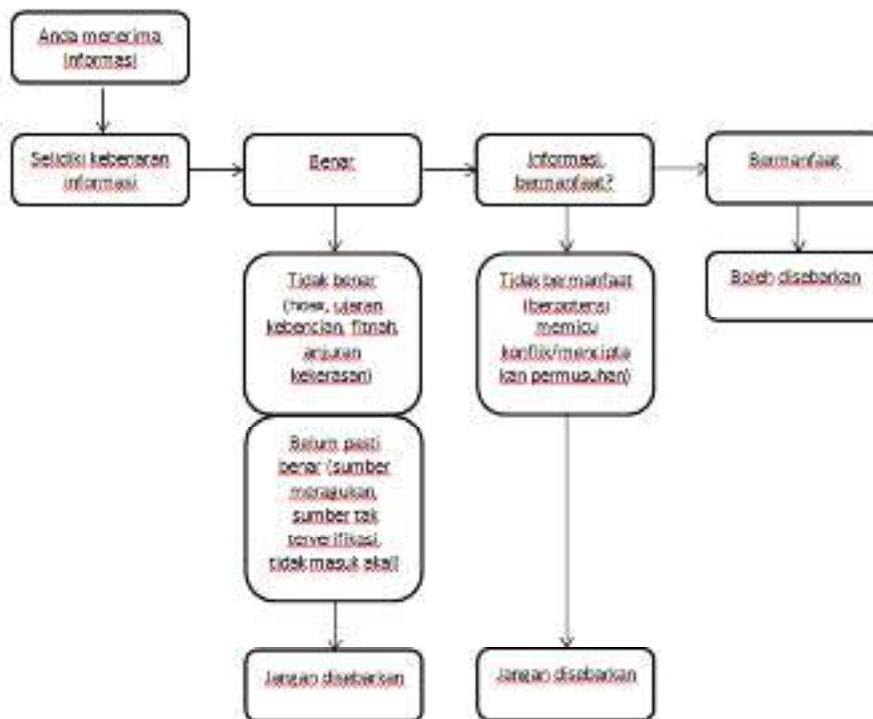 Anda menerima
informasi
Selidiki kebenaran
informasi
Benar
Informasi
bermanfaat?
Bermanfaat
Tidak benar
(hoax, ujaran
kebencian, fitnah,
anjuran
kekerasan)
Tidak bermanfaat
(berpotensi
memicu
konflik/mencipta
kan permusuhan)
Boleh disebarkan
Belum pasti
benar (sumber
meragukan,
sumber tak
terverifikasi,
tidak masuk akal)
Jangan disebarkan
Jangan disebarkan